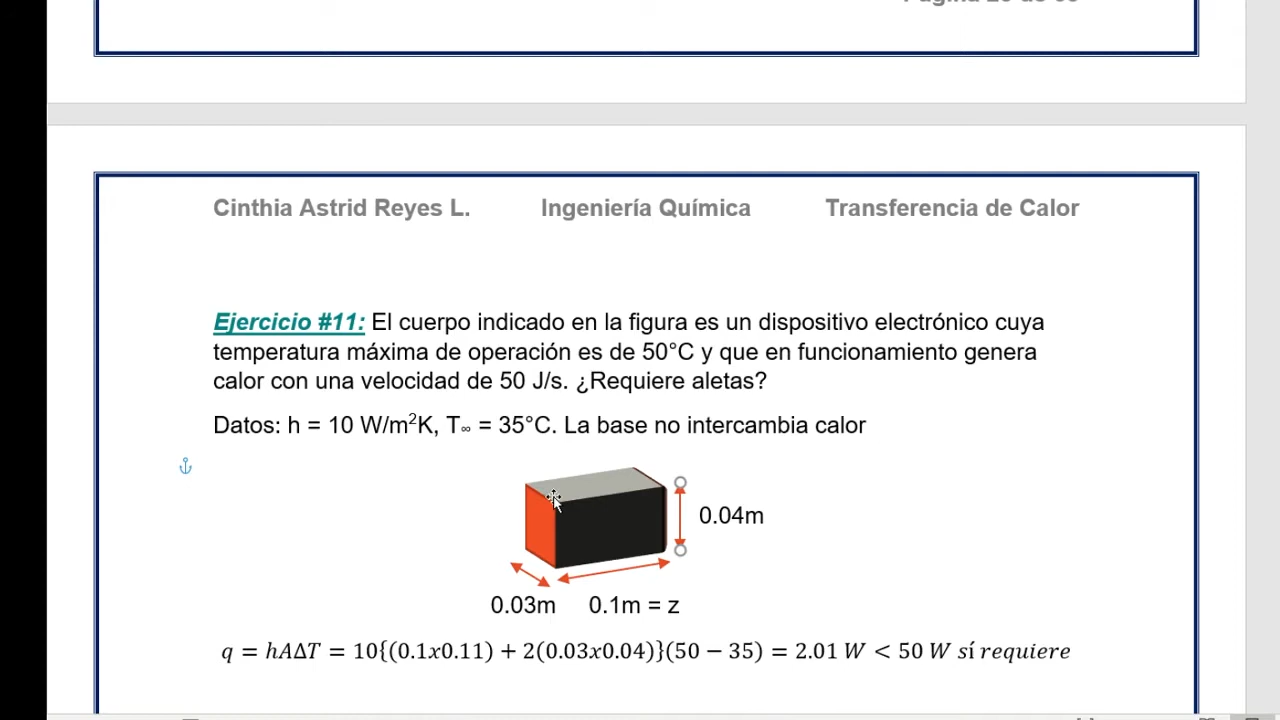 Cinthia Astrid Reyes L. Ingeniería Química Transferencia de Calor
Ejercicio #11: El cuerpo indicado en la figura es un dispositivo electrónico cuya
temperatura máxima de operación es de 50°C y que en funcionamiento genera
calor con una velocidad de 50 J/s. ¿Requiere aletas?
Datos: h = 10 W/m²K, T∞ = 35°C. La base no intercambia calor
0.04m
0.03m 0.1m = z
q = hAΔT = 10{(0.1x0.11) + 2(0.03x0.04)}(50 − 35) = 2.01 W < 50 W sí requiere